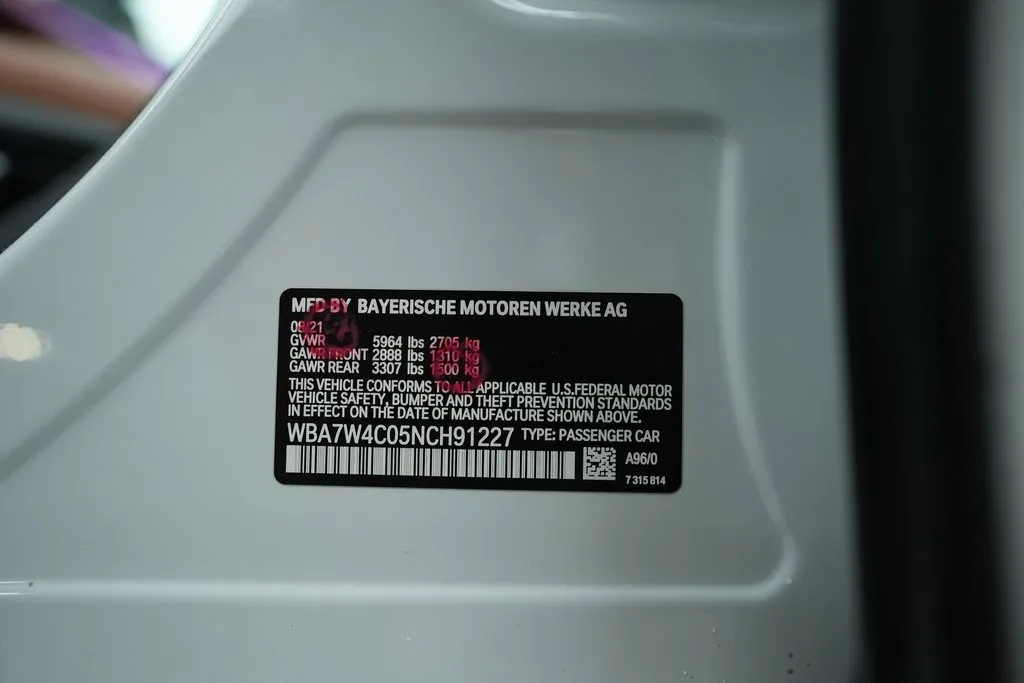 MFD BY BAYERISCHE MOTOREN WERKE AG
08/21
GVWR 5964 lbs 2705 kg
GAWR FRONT 2888 lbs 1310 kg
GAWR REAR 3307 lbs 1500 kg
THIS VEHICLE CONFORMS TO ALL APPLICABLE U.S.FEDERAL MOTOR
VEHICLE SAFETY, BUMPER AND THEFT PREVENTION STANDARDS
IN EFFECT ON THE DATE OF MANUFACTURE SHOWN ABOVE.
WBA7W4C05NCH91227 TYPE: PASSENGER CAR
A96/0
7 315 814